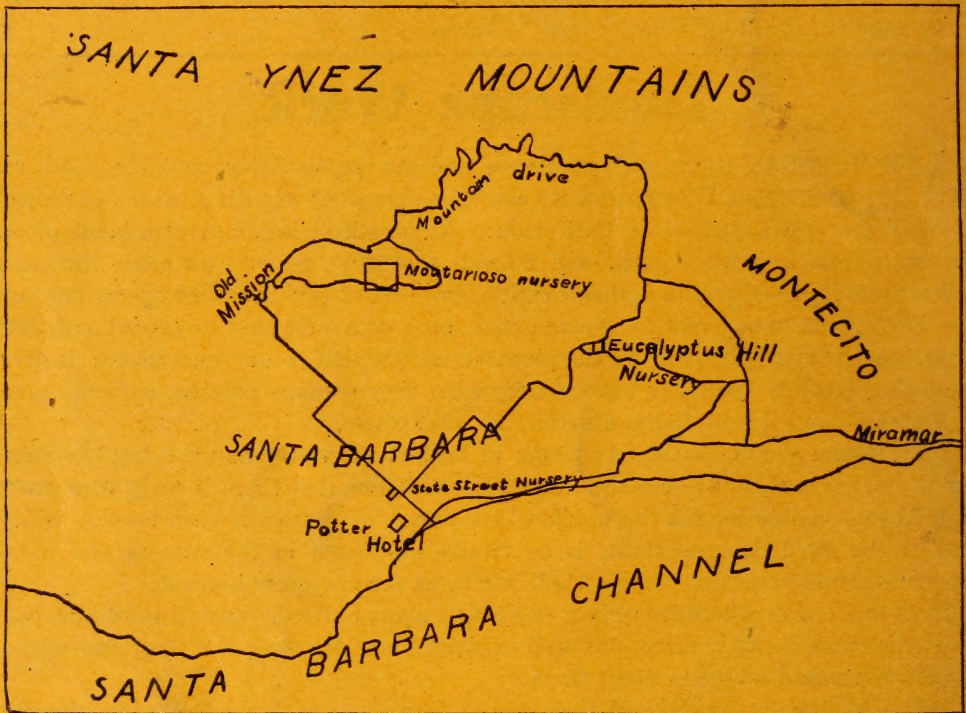 SANTA YNEZ MOUNTAINS
Mountain drive
Old
Mission
Montarioso nursery
MONTECITO
Eucalyptus Hill
Nursery
Miramar
SANTA BARBARA
State Street Nursery
Potter
Hotel
SANTA BARBARA CHANNEL